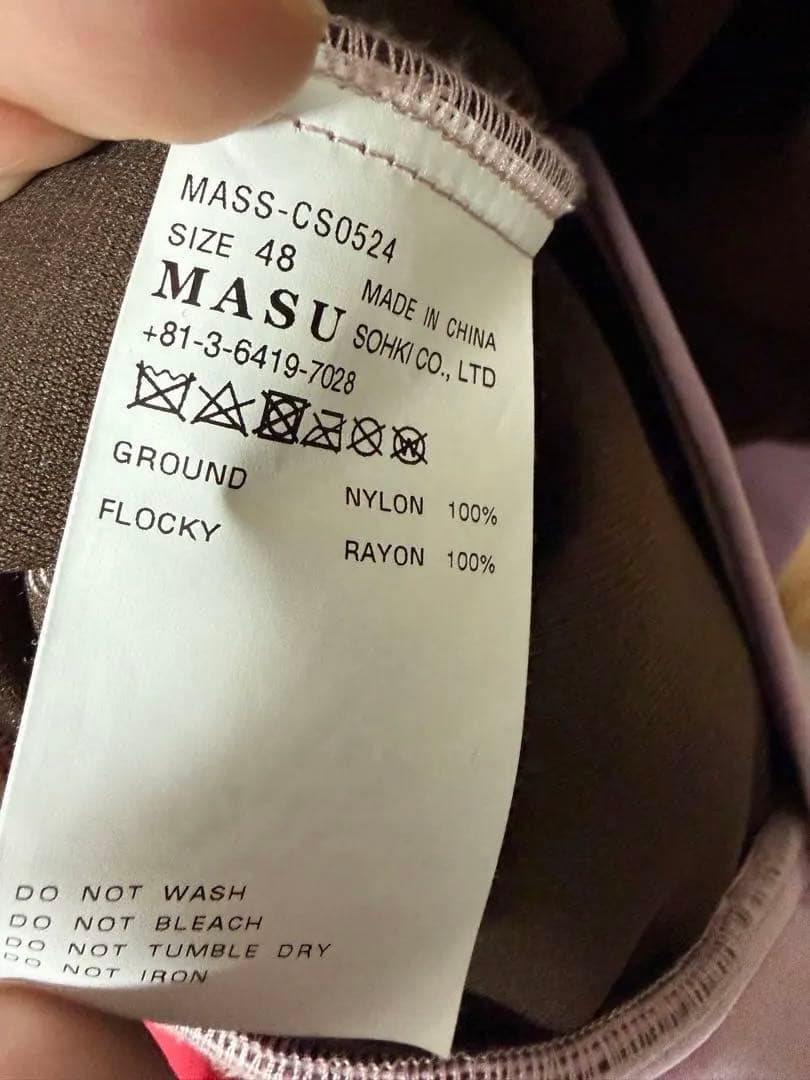 MASS-CS0524
SIZE 48
MASU MADE IN CHINA
+81-3-6419-7028 SOHKI CO., LTD
GROUND NYLON 100%
FLOCKY RAYON 100%
DO NOT WASH
DO NOT BLEACH
DO NOT TUMBLE DRY
DO NOT IRON